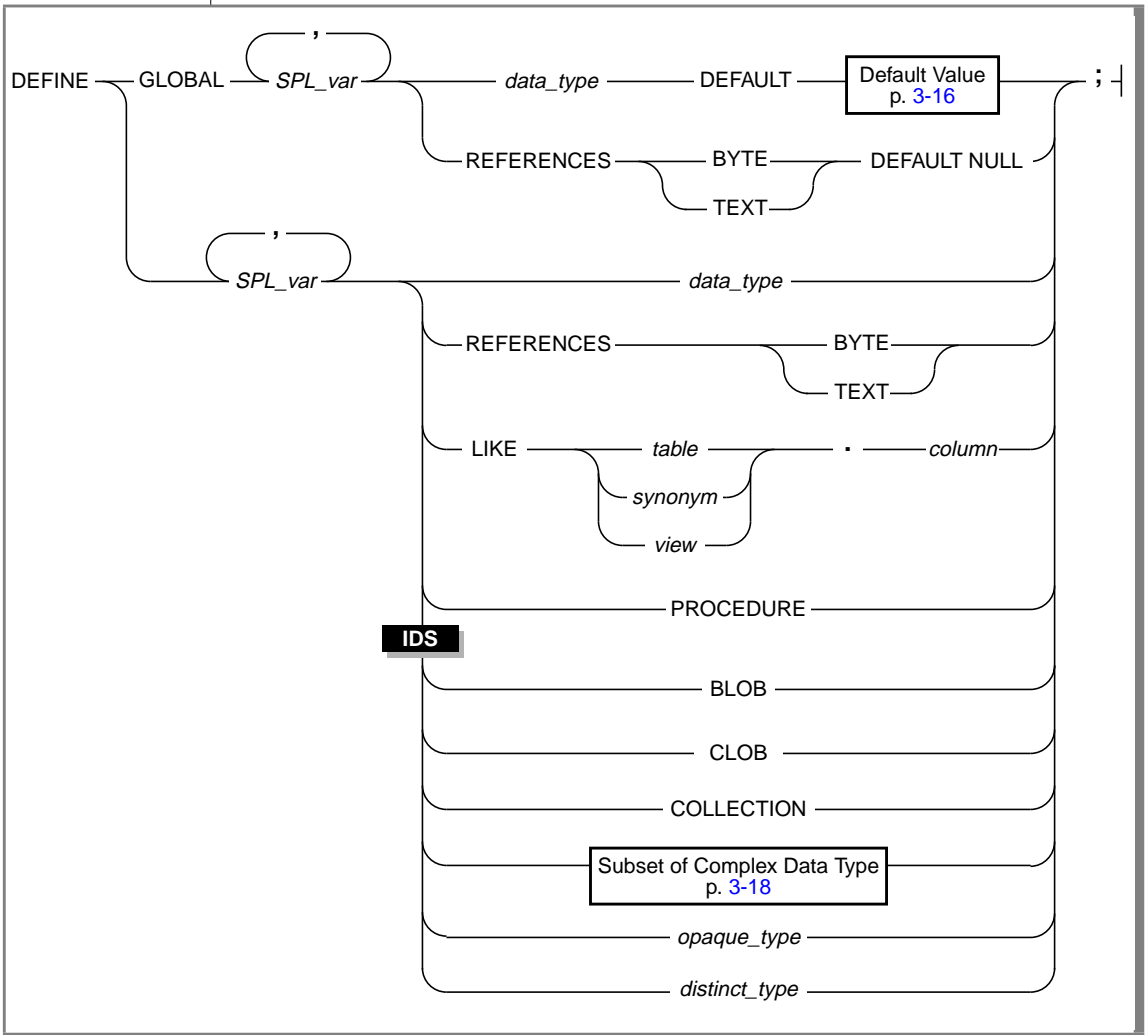 ,
DEFINE GLOBAL SPL_var data_type DEFAULT Default Value
p. 3-16 ;
REFERENCES BYTE DEFAULT NULL
TEXT
,
SPL_var data_type
REFERENCES BYTE
TEXT
LIKE table . column
synonym
view
PROCEDURE
IDS
BLOB
CLOB
COLLECTION
Subset of Complex Data Type
p. 3-18
opaque_type
distinct_type